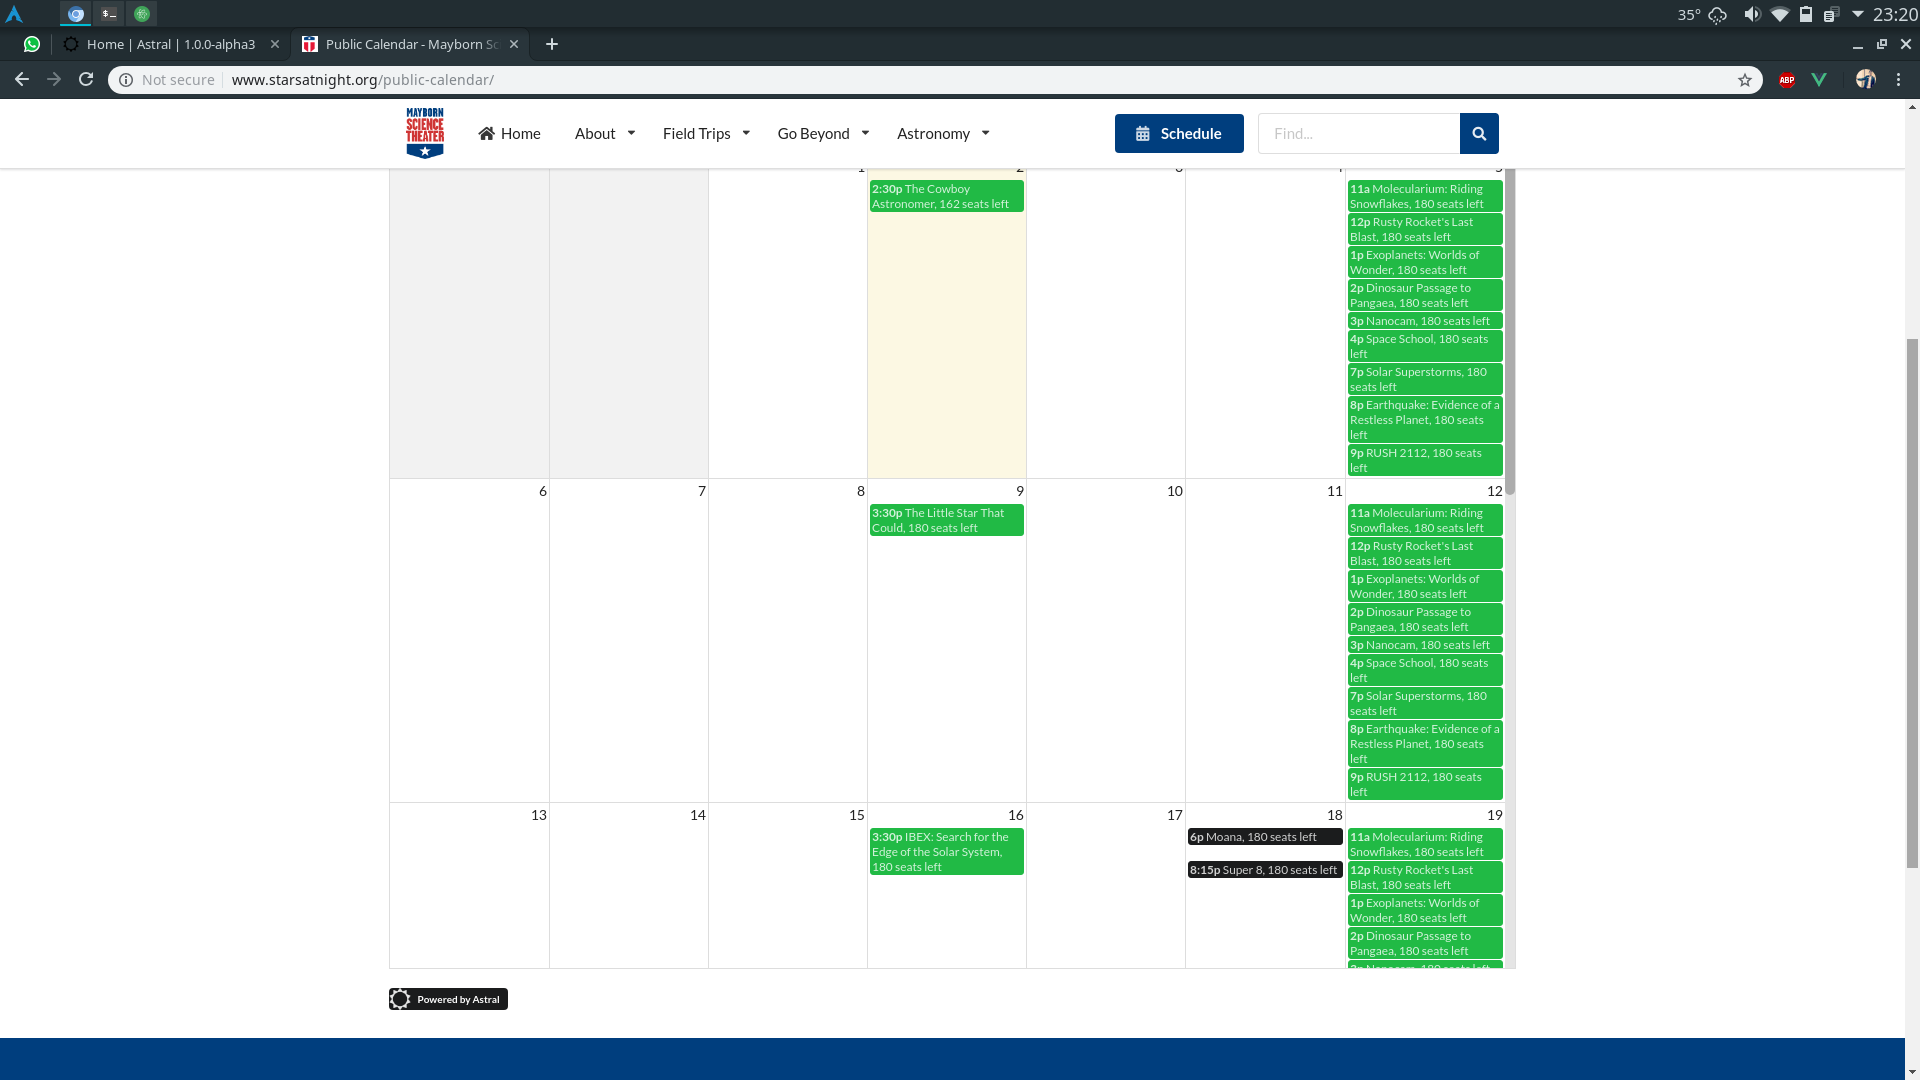 35°
23:20
Home | Astral | 1.0.0-alpha3
Public Calendar - Mayborn Sc
Not secure
www.starsatnight.org/public-calendar/
ABP
MAYBORN
SCIENCE
THEATER
Home
About
Field Trips
Go Beyond
Astronomy
Schedule
Find...
1
2
3
4
5
2:30p The Cowboy
Astronomer, 162 seats left
11a Molecularium: Riding
Snowflakes, 180 seats left
12p Rusty Rocket's Last
Blast, 180 seats left
1p Exoplanets: Worlds of
Wonder, 180 seats left
2p Dinosaur Passage to
Pangaea, 180 seats left
3p Nanocam, 180 seats left
4p Space School, 180 seats
left
7p Solar Superstorms, 180
seats left
8p Earthquake: Evidence of a
Restless Planet, 180 seats
left
9p RUSH 2112, 180 seats
left
6
7
8
9
10
11
12
3:30p The Little Star That
Could, 180 seats left
11a Molecularium: Riding
Snowflakes, 180 seats left
12p Rusty Rocket's Last
Blast, 180 seats left
1p Exoplanets: Worlds of
Wonder, 180 seats left
2p Dinosaur Passage to
Pangaea, 180 seats left
3p Nanocam, 180 seats left
4p Space School, 180 seats
left
7p Solar Superstorms, 180
seats left
8p Earthquake: Evidence of a
Restless Planet, 180 seats
left
9p RUSH 2112, 180 seats
left
13
14
15
16
17
18
19
3:30p IBEX: Search for the
Edge of the Solar System,
180 seats left
6p Moana, 180 seats left
8:15p Super 8, 180 seats left
11a Molecularium: Riding
Snowflakes, 180 seats left
12p Rusty Rocket's Last
Blast, 180 seats left
1p Exoplanets: Worlds of
Wonder, 180 seats left
2p Dinosaur Passage to
Pangaea, 180 seats left
3p Nanocam, 180 seats left
Powered by Astral